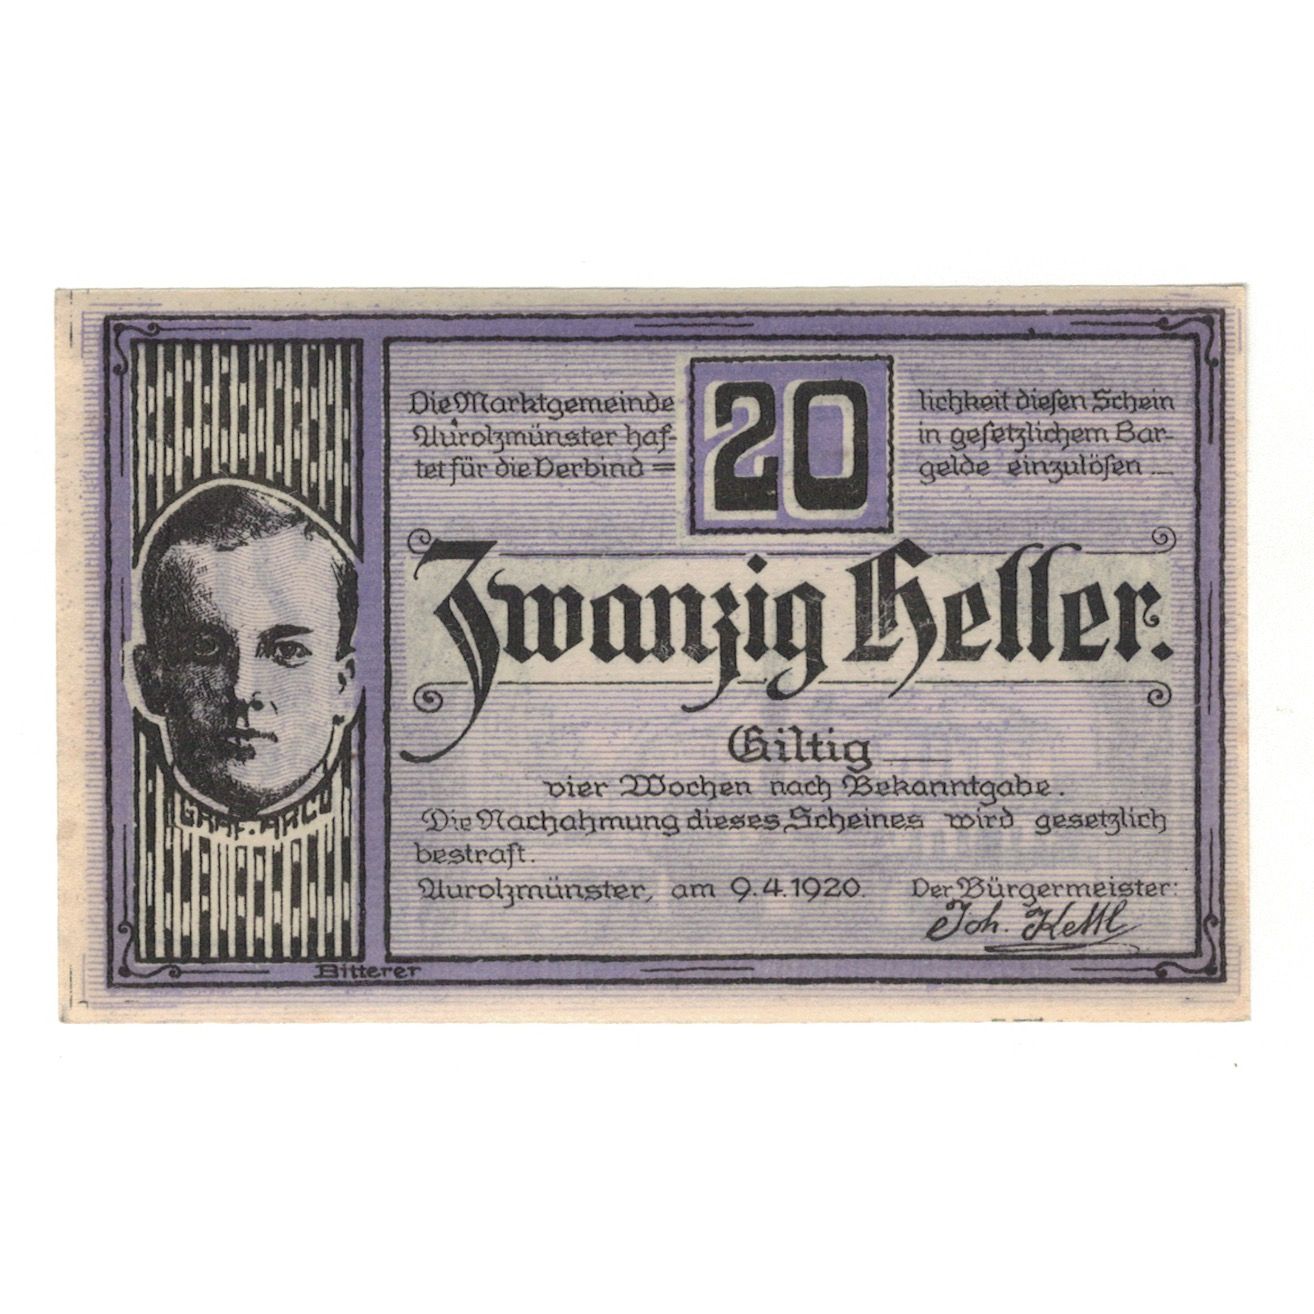 Die Marktgemeinde
Aurolzmünster haf-
tet für die Verbind=
20
lichkeit diesen Schein
in gesetzlichem Bar-
gelde einzulösen
Zwanzig Heller.
Giltig
vier Wochen nach Bekanntgabe.
Die Nachahmung dieses Scheines wird gesetzlich
bestraft.
Aurolzmünster, am 9.4.1920. Der Bürgermeister:
Joh. Kettl
GRAF. ARCO
Bitterer